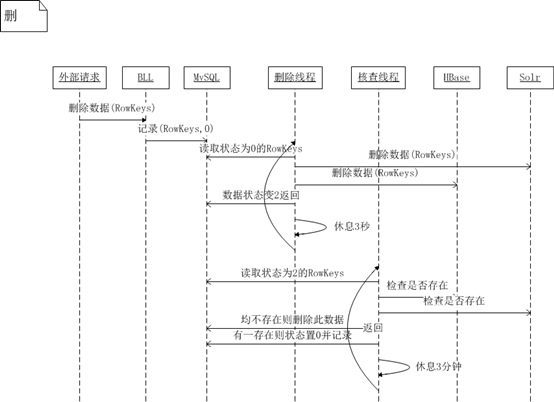 删
外部请求 BLL MySQL 删除线程 核查线程 HBase Solr
删除数据(RowKeys)
记录(RowKeys,0)
读取状态为0的RowKeys
删除数据(RowKeys)
删除数据(RowKeys)
数据状态变2返回
休息3秒
读取状态为2的RowKeys
检查是否存在
检查是否存在
均不存在则删除此数据
返回
有一存在则状态置0并记录
休息3分钟